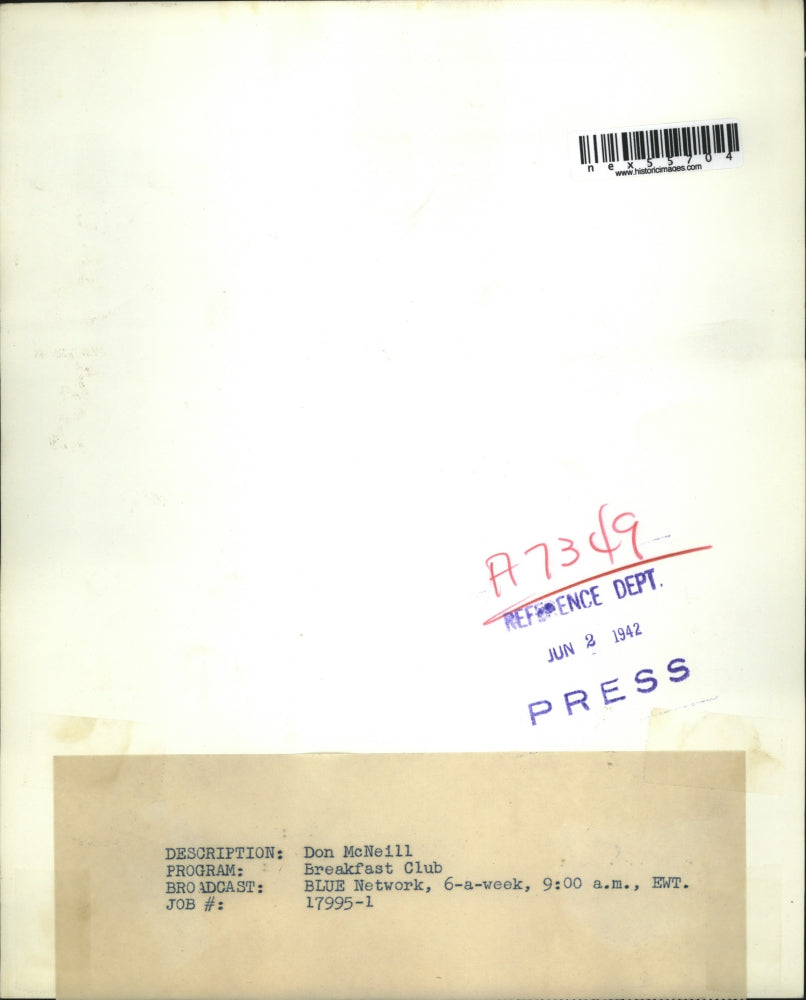 nex55704
www.historicimages.com
A7349
REFERENCE DEPT.
JUN 2 1942
PRESS
DESCRIPTION: Don McNeill
PROGRAM: Breakfast Club
BROADCAST: BLUE Network, 6-a-week, 9:00 a.m., EWT.
JOB #: 17995-1